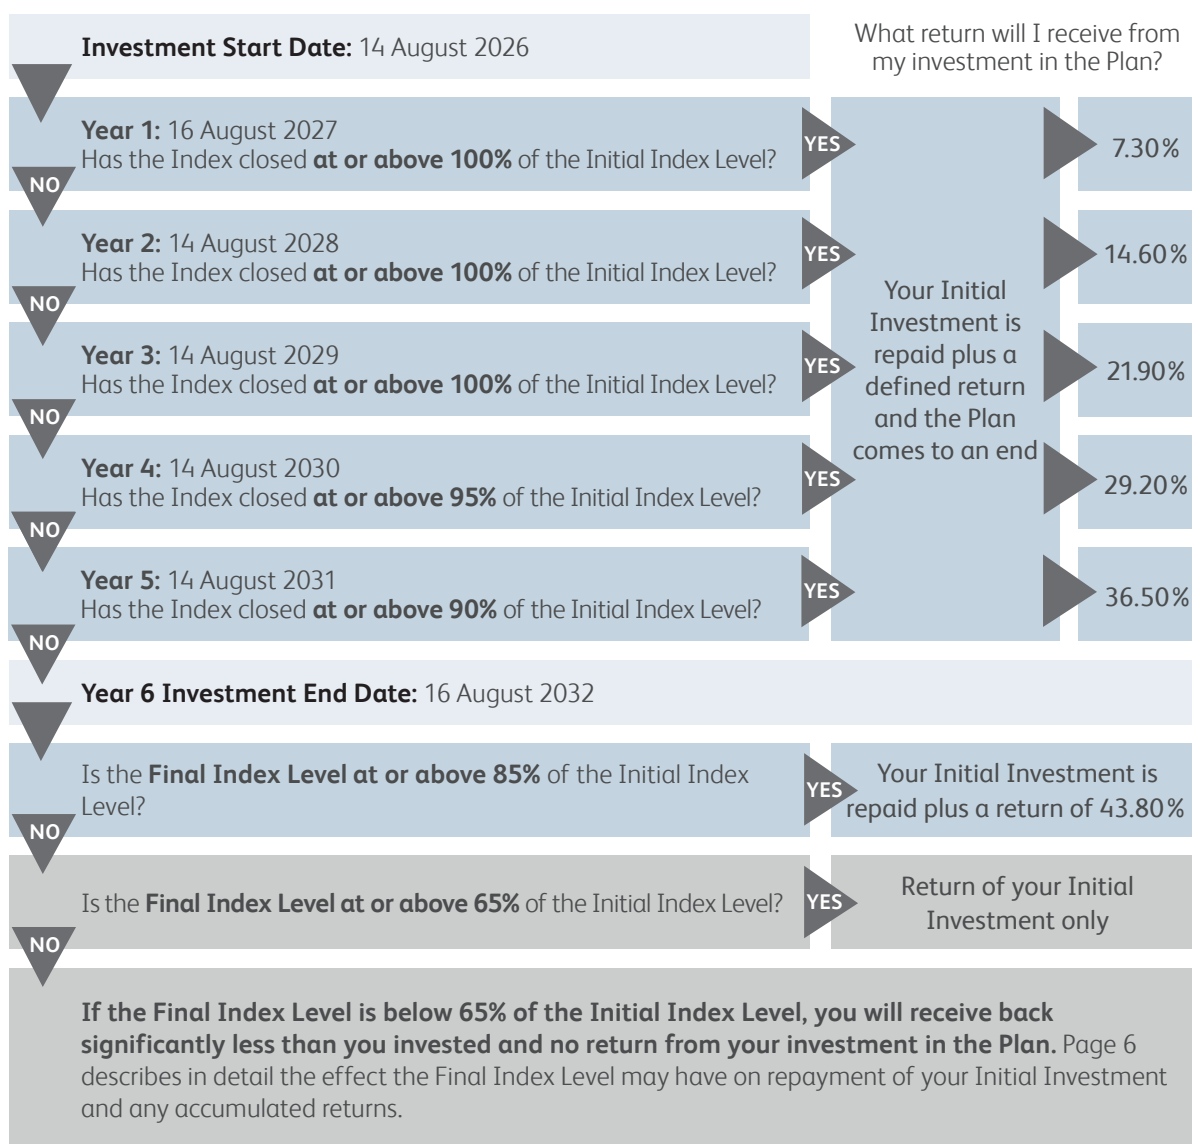 Investment Start Date: 14 August 2026
What return will I receive from
my investment in the Plan?
Year 1: 16 August 2027
Has the Index closed at or above 100% of the Initial Index Level?
YES
7.30%
NO
Year 2: 14 August 2028
Has the Index closed at or above 100% of the Initial Index Level?
YES
14.60%
NO
Year 3: 14 August 2029
Has the Index closed at or above 100% of the Initial Index Level?
YES
21.90%
NO
Year 4: 14 August 2030
Has the Index closed at or above 95% of the Initial Index Level?
YES
29.20%
NO
Year 5: 14 August 2031
Has the Index closed at or above 90% of the Initial Index Level?
YES
36.50%
NO
Your Initial
Investment is
repaid plus a
defined return
and the Plan
comes to an end
Year 6 Investment End Date: 16 August 2032
Is the Final Index Level at or above 85% of the Initial Index
Level?
YES
Your Initial Investment is
repaid plus a return of 43.80%
NO
Is the Final Index Level at or above 65% of the Initial Index Level?
YES
Return of your Initial
Investment only
NO
If the Final Index Level is below 65% of the Initial Index Level, you will receive back
significantly less than you invested and no return from your investment in the Plan. Page 6
describes in detail the effect the Final Index Level may have on repayment of your Initial Investment
and any accumulated returns.